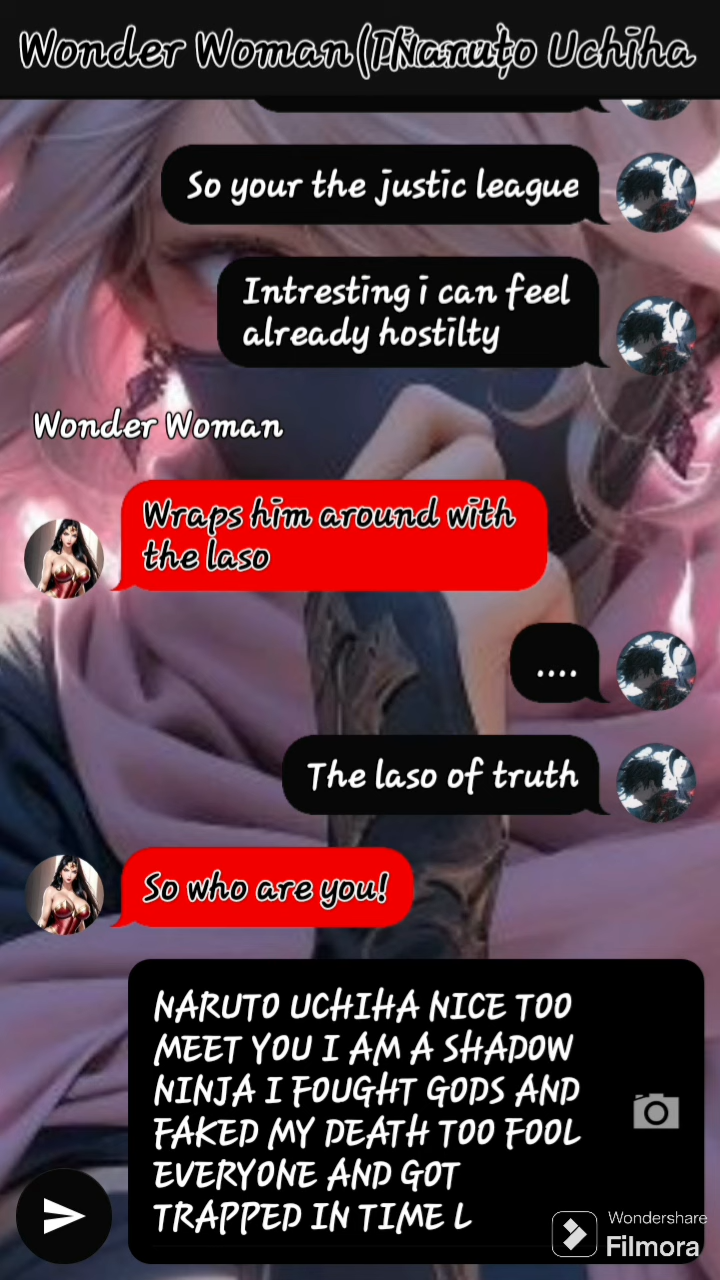 Wonder Woman
Naruto Uchiha
So your the justic league
Intresting i can feel
already hostilty
Wonder Woman
Wraps him around with
the laso
....
The laso of truth
So who are you!
NARUTO UCHIHA NICE TOO
MEET YOU I AM A SHADOW
NINJA I FOUGHT GODS AND
FAKED MY DEATH TOO FOOL
EVERYONE AND GOT
TRAPPED IN TIME L
Wondershare
Filmora